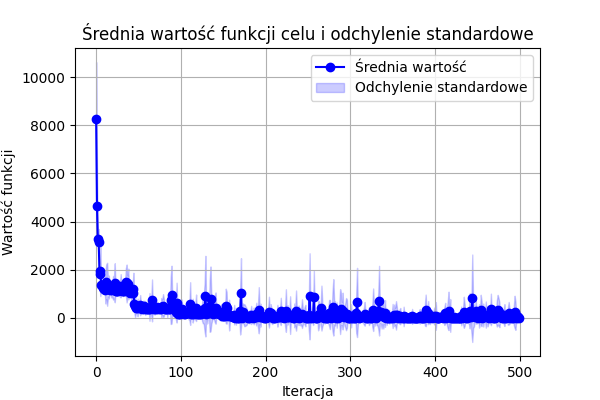 Średnia wartość funkcji celu i odchylenie standardowe
Średnia wartość
Odchylenie standardowe
10000
8000
6000
4000
2000
0
Wartość funkcji
0 100 200 300 400 500
Iteracja